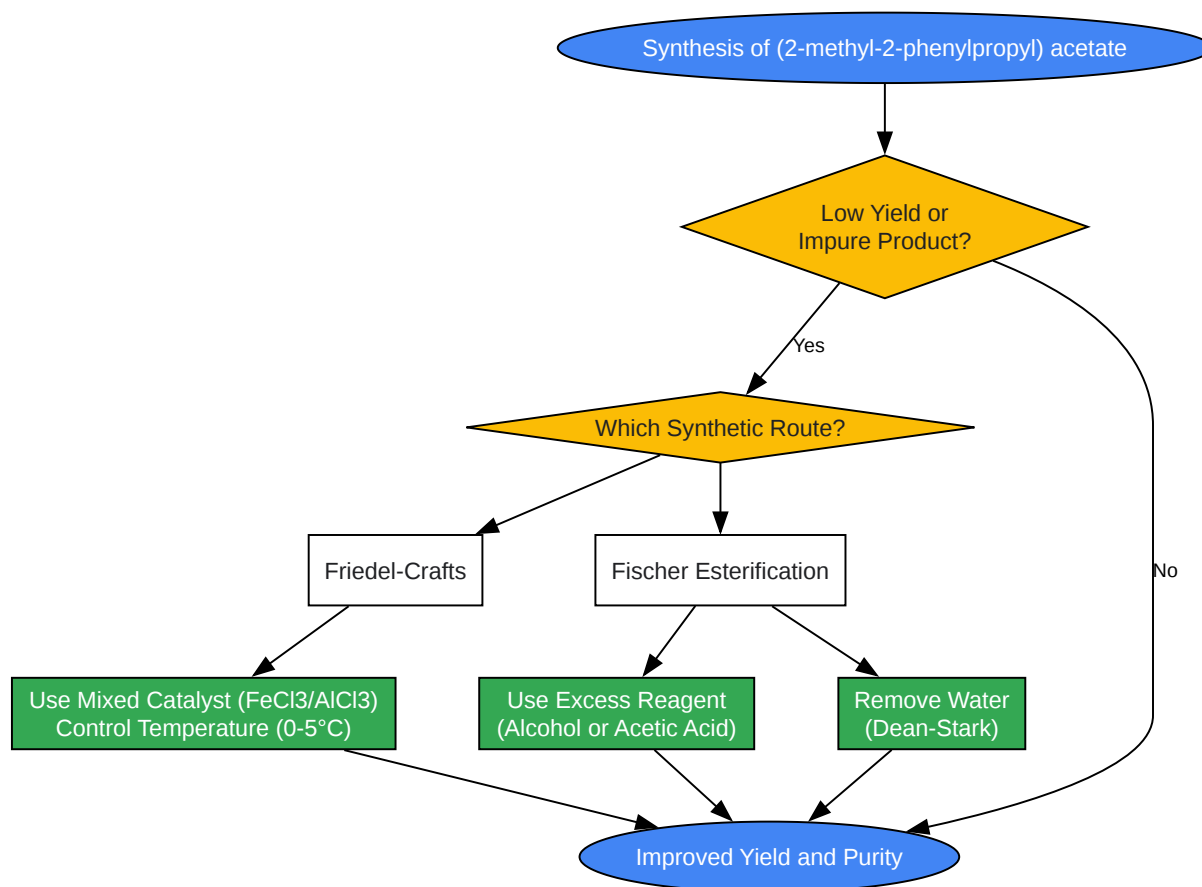 Synthesis of (2-methyl-2-phenylpropyl) acetate
Low Yield or
Impure Product?
Yes
Which Synthetic Route?
Friedel-Crafts
Fischer Esterification
No
Use Mixed Catalyst (FeCl3/AlCl3)
Control Temperature (0-5°C)
Use Excess Reagent
(Alcohol or Acetic Acid)
Remove Water
(Dean-Stark)
Improved Yield and Purity